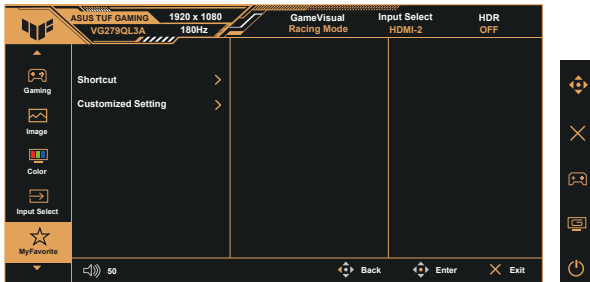 ASUS TUF GAMING 1920 x 1080 GameVisual Input Select HDR
VG279QL3A 180Hz Racing Mode HDMI-2 OFF
Gaming
Shortcut
Customized Setting
Image
Color
Input Select
MyFavorite
50 Back Enter Exit